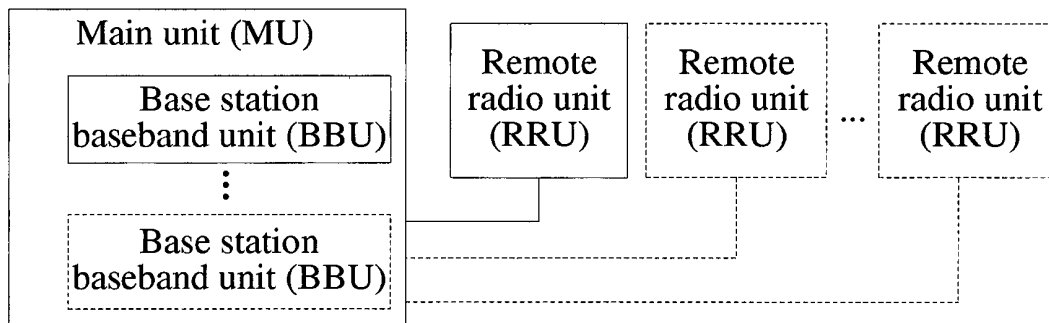 Main unit (MU)
Base station
baseband unit (BBU)
⋮
Base station
baseband unit (BBU)
Remote
radio unit
(RRU)
Remote
radio unit
(RRU)
...
Remote
radio unit
(RRU)